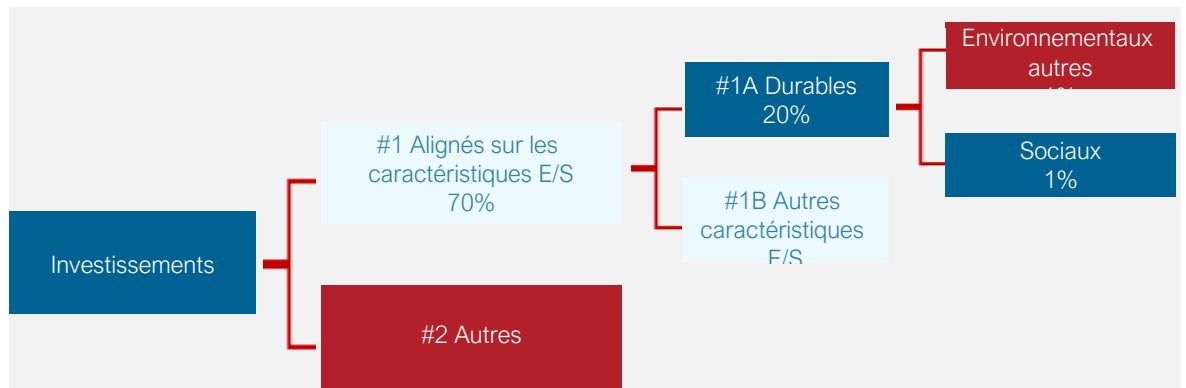 Environnementaux
autres
#1A Durables
20%
#1 Alignés sur les
caractéristiques E/S
70%
Sociaux
1%
#1B Autres
caractéristiques
E/S
Investissements
#2 Autres